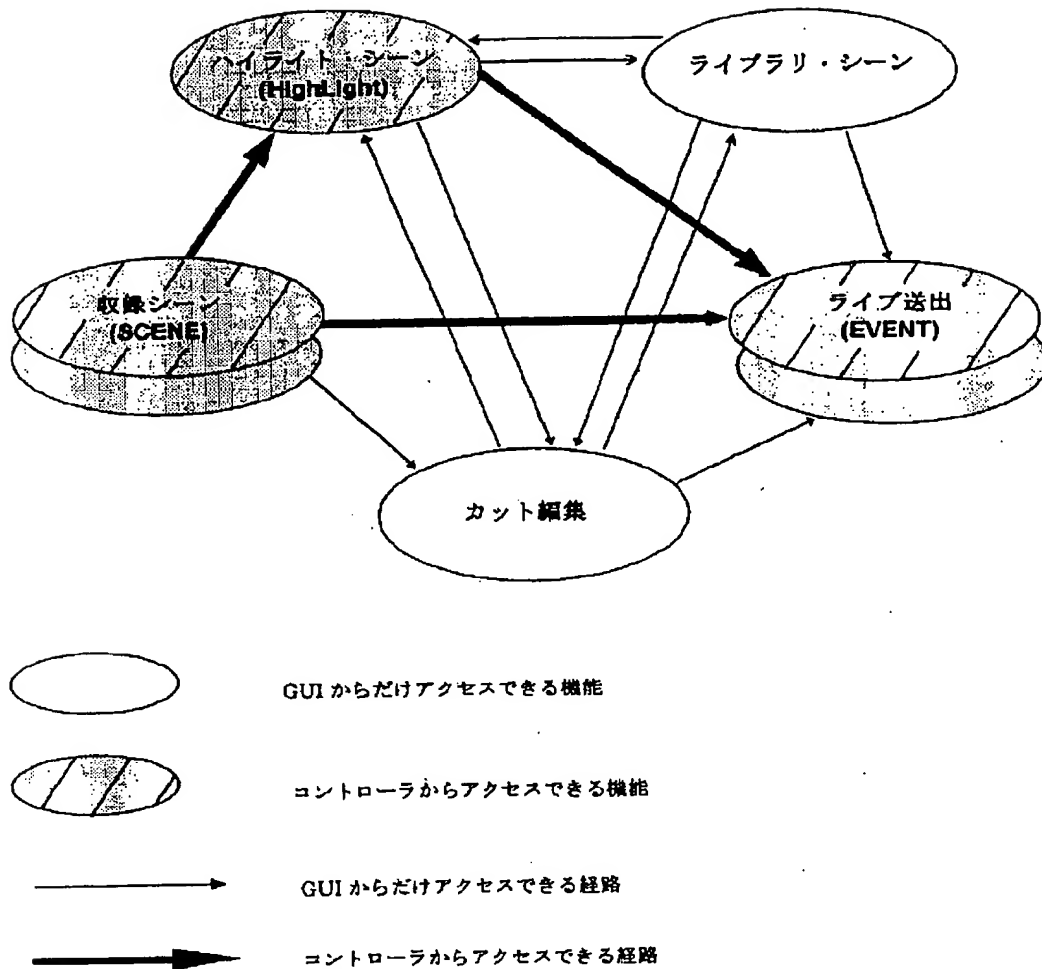 ハイライト・シーン
(HighLight)
ライブラリ・シーン
収録シーン
(SCENE)
ライブ送出
(EVENT)
カット編集
GUI からだけアクセスできる機能
コントローラからアクセスできる機能
GUI からだけアクセスできる経路
コントローラからアクセスできる経路